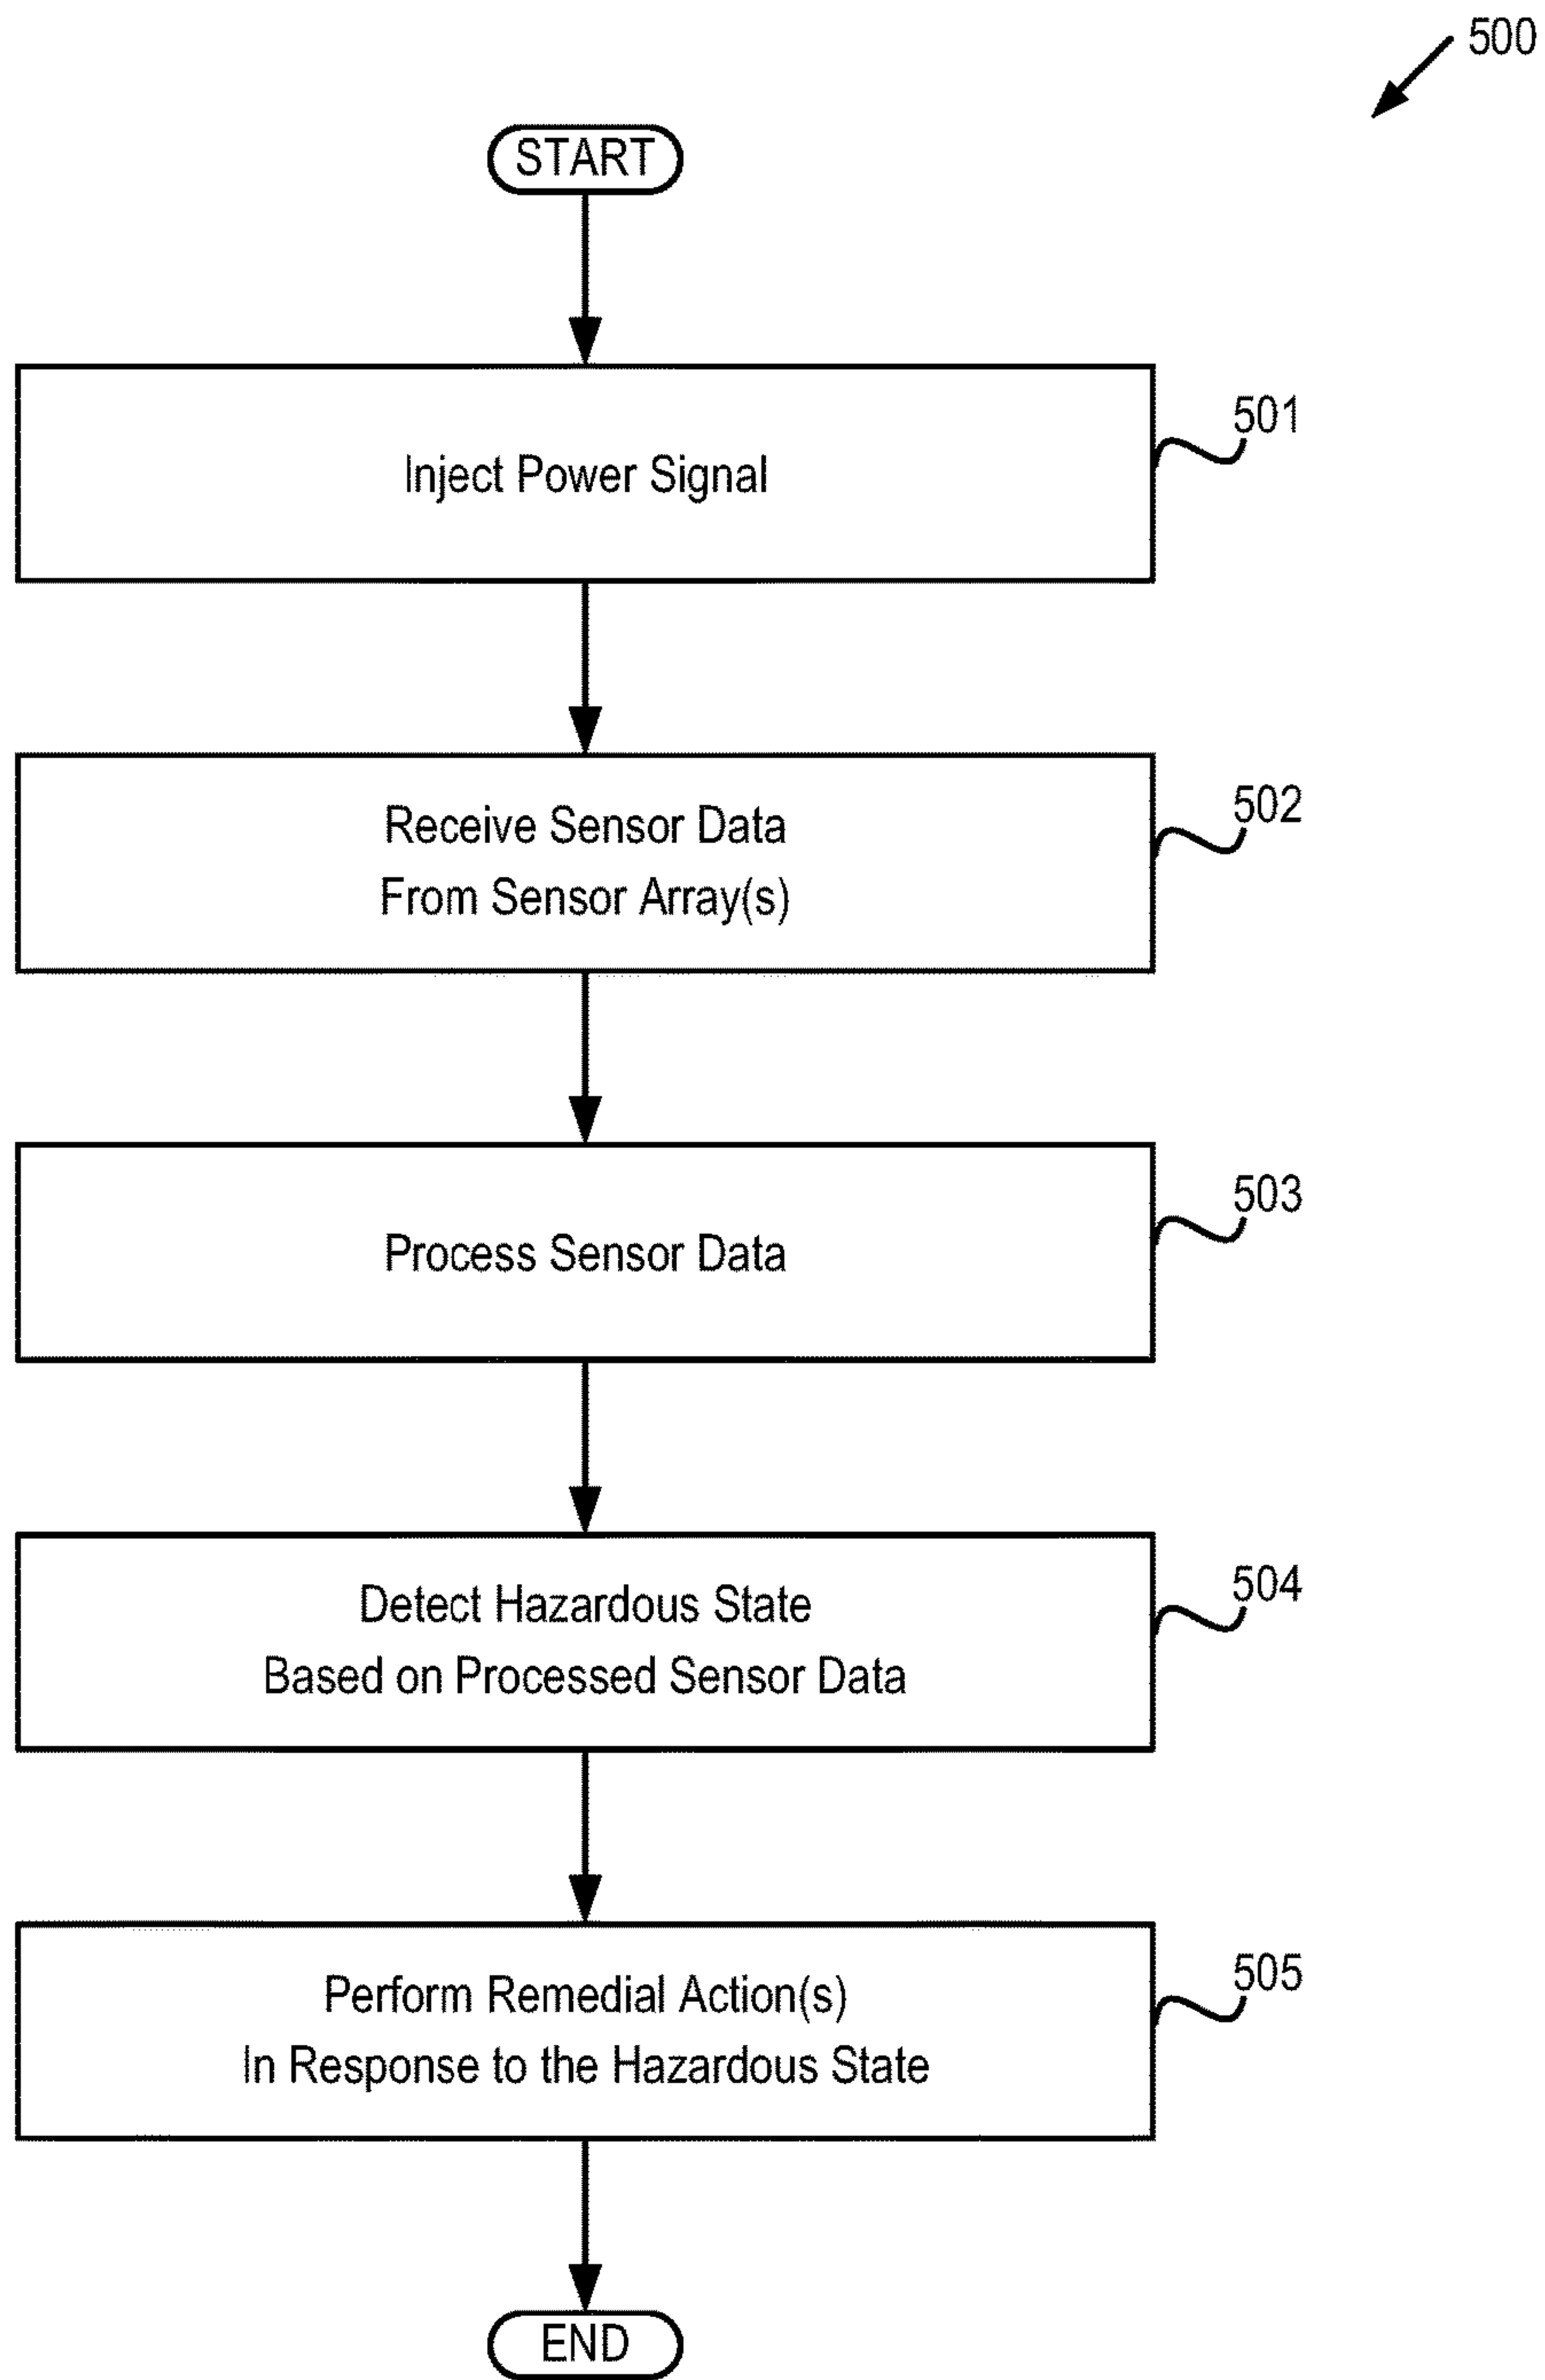 500
START
Inject Power Signal
501
Receive Sensor Data
From Sensor Array(s)
502
Process Sensor Data
503
Detect Hazardous State
Based on Processed Sensor Data
504
Perform Remedial Action(s)
In Response to the Hazardous State
505
END